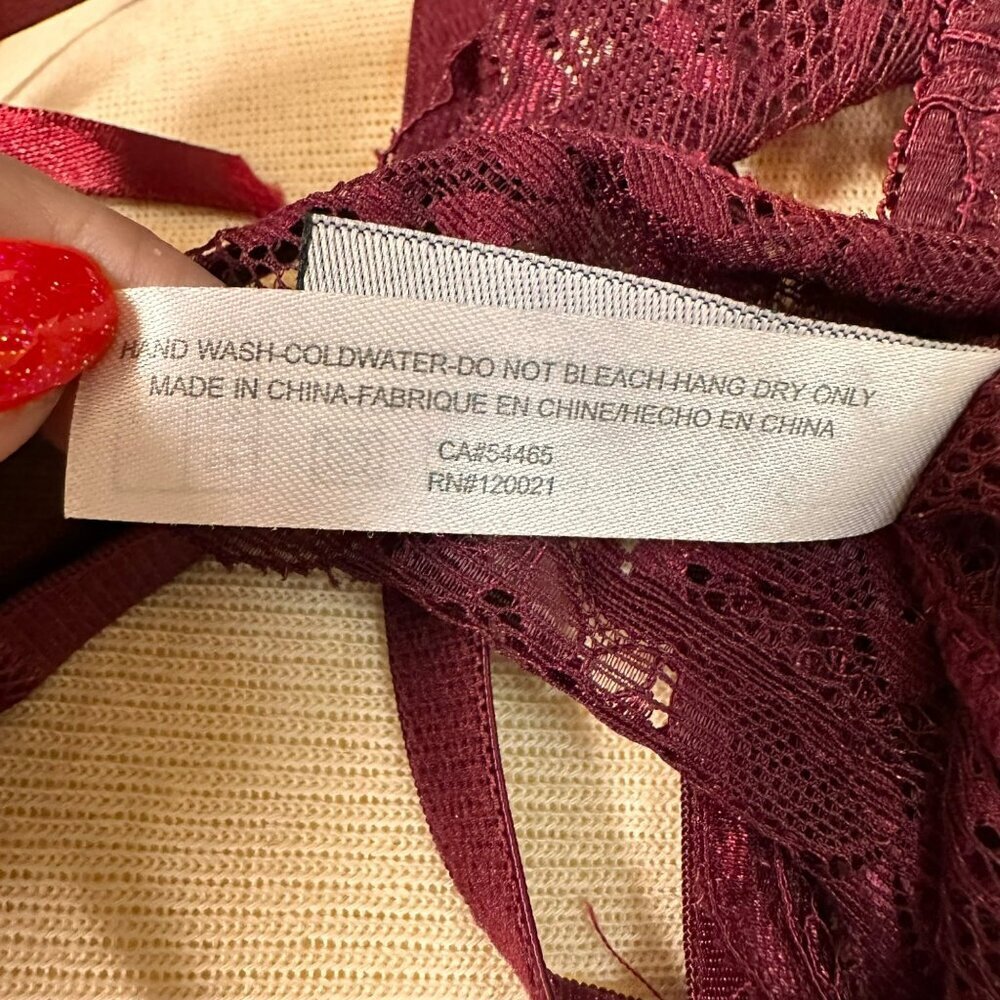 HAND WASH-COLDWATER-DO NOT BLEACH-HANG DRY ONLY
MADE IN CHINA-FABRIQUE EN CHINE/HECHO EN CHINA
CA#54465
RN#120021